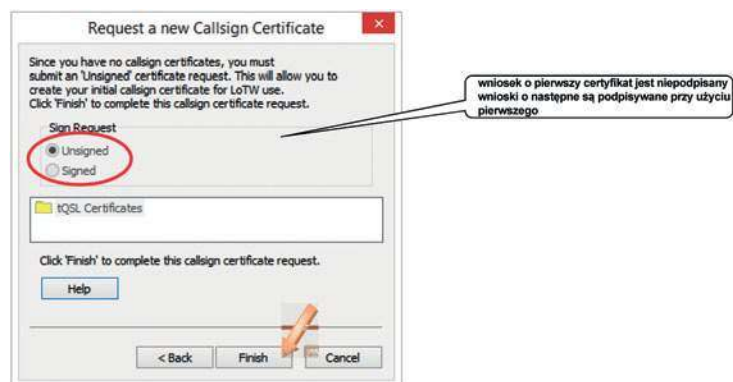 Request a new Callsign Certificate
Since you have no callsign certificates, you must
submit an 'Unsigned' certificate request. This will allow you to
create your initial callsign certificate for LoTW use.
Click 'Finish' to complete this callsign certificate request.
Sign Request
Unsigned
Signed
tQSL Certificates
Click 'Finish' to complete this callsign certificate request.
Help
< Back
Finish
Cancel
wniosek o pierwszy certyfikat jest niepodpisany
wnioski o następne są podpisywane przy użyciu
pierwszego